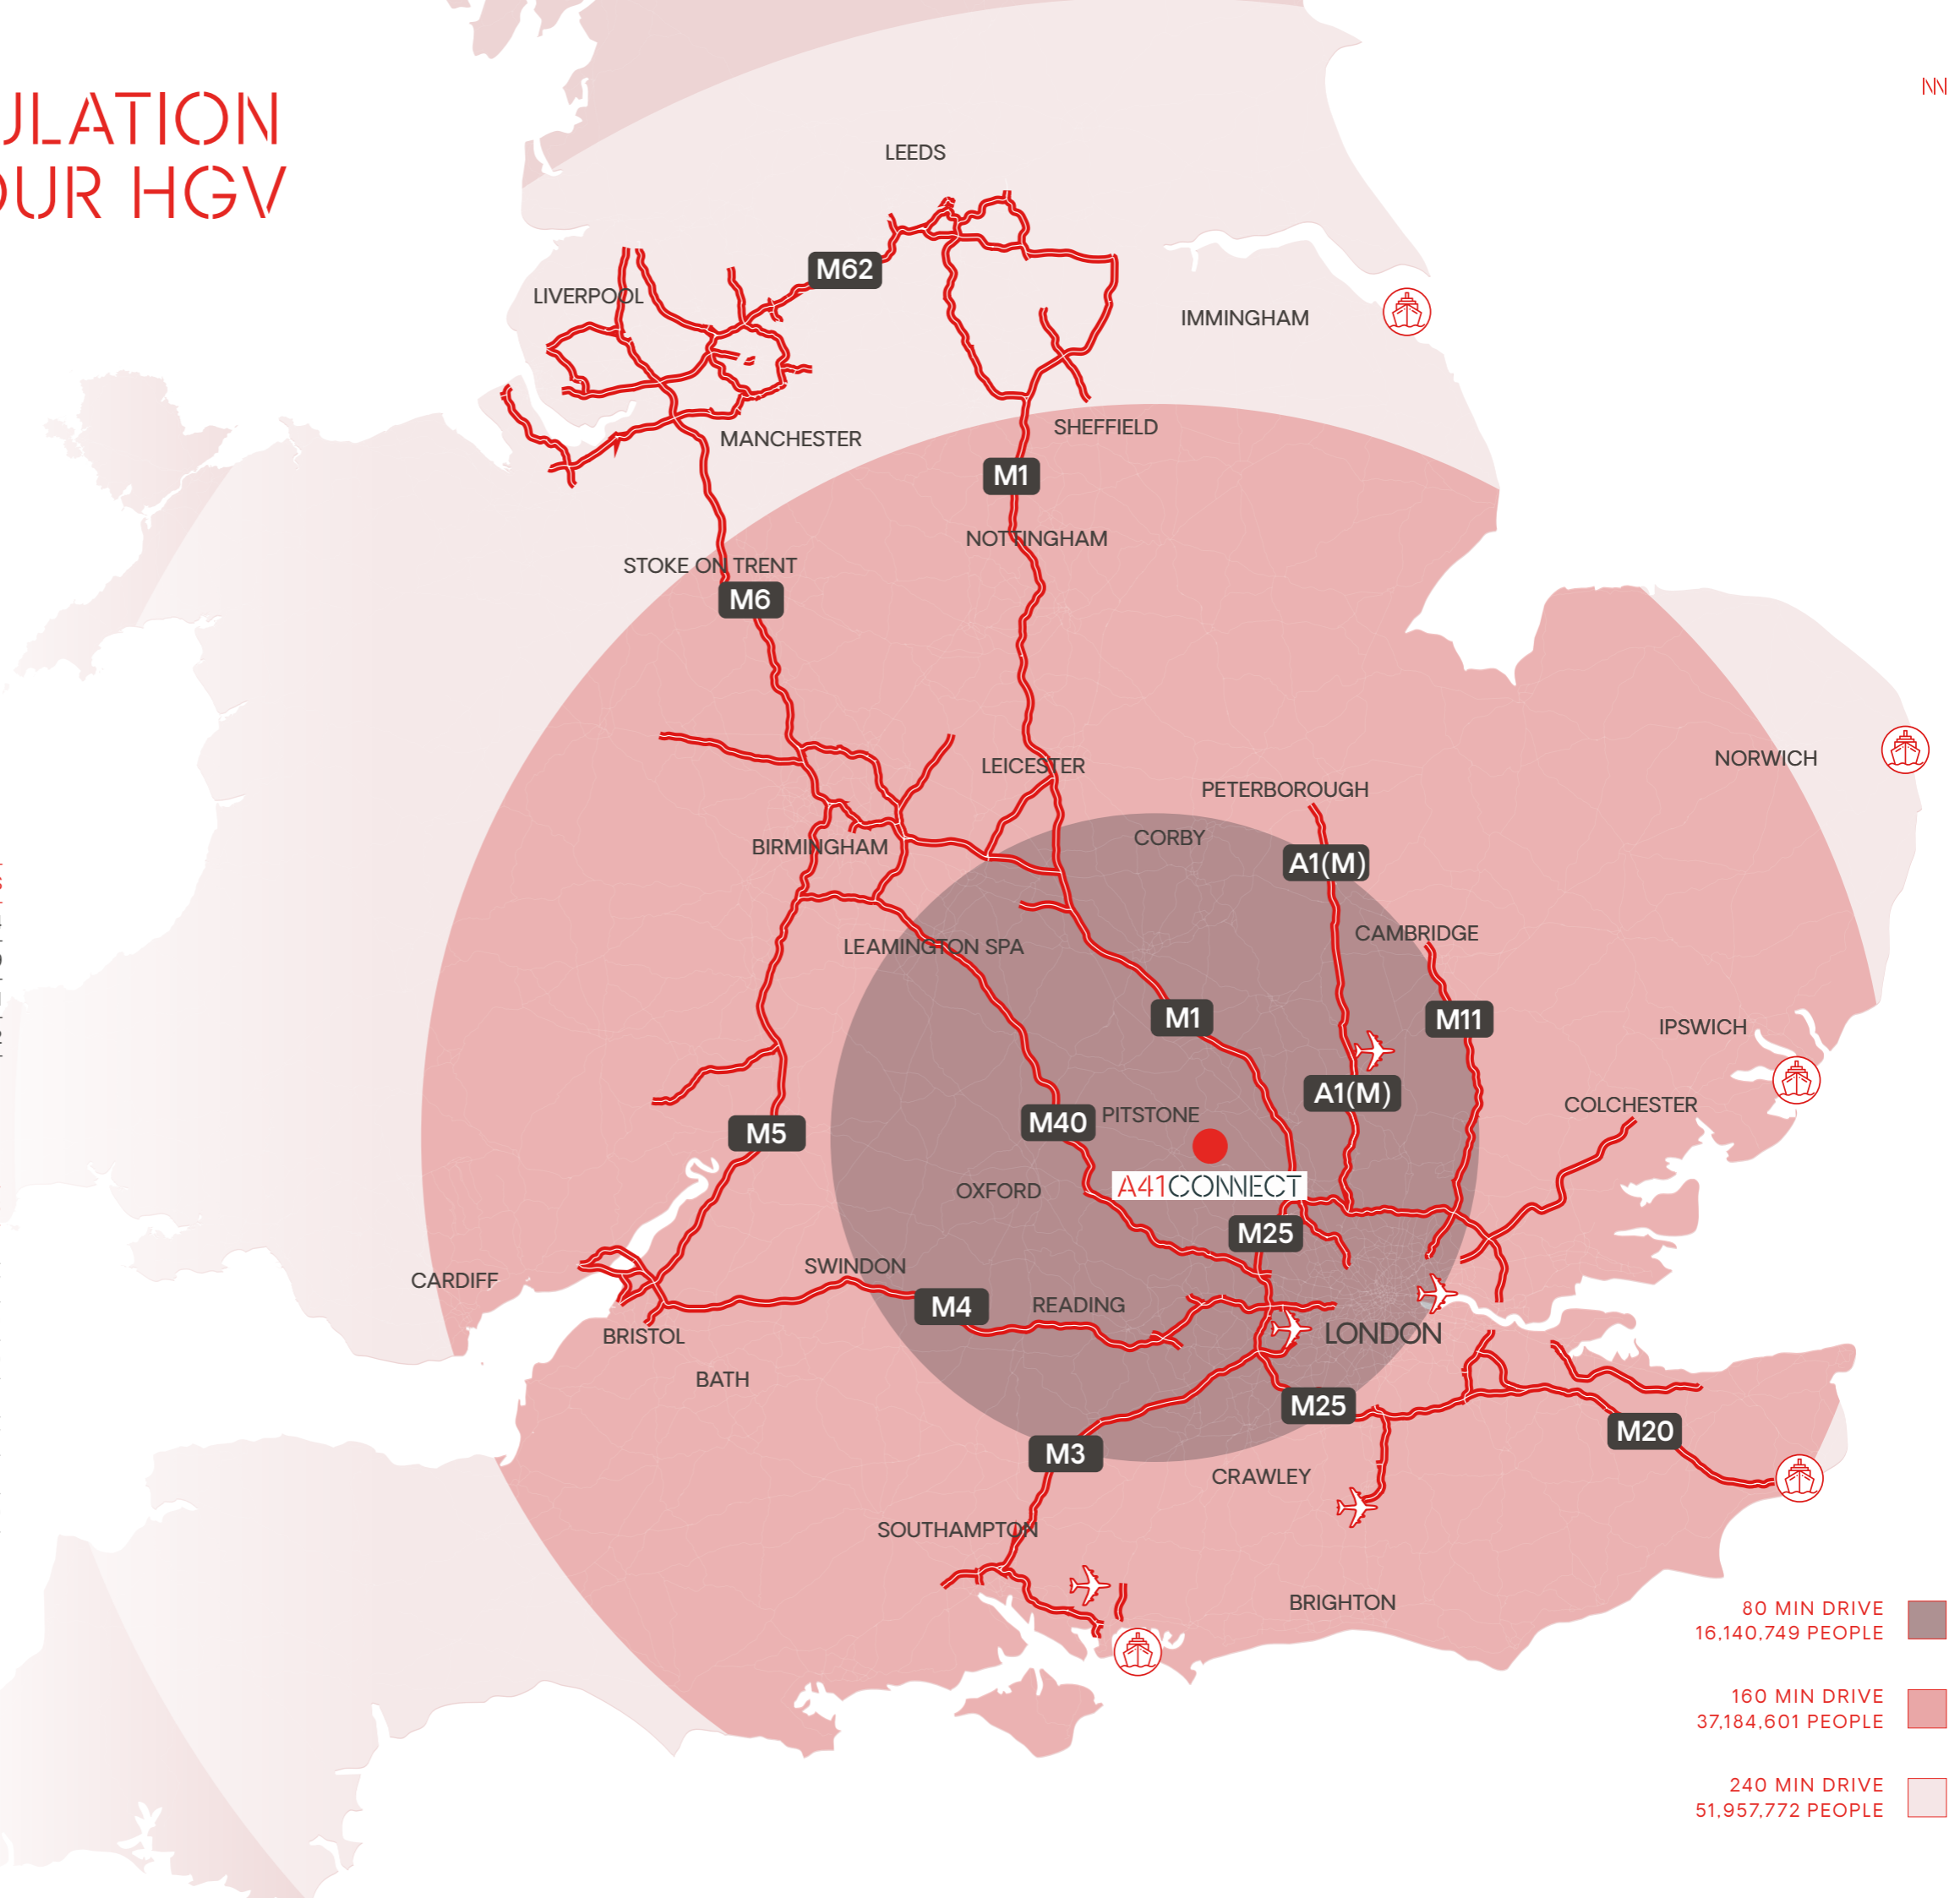 ULATION
OUR HGV
LEEDS
M62
LIVERPOOL
IMMINGHAM
SHEFFIELD
MANCHESTER
M1
NOTTINGHAM
STOKE ON TRENT
M6
NORWICH
LEICESTER
PETERBOROUGH
CORBY
BIRMINGHAM
A1(M)
CAMBRIDGE
LEAMINGTON SPA
M1
M11
IPSWICH
A1(M)
COLCHESTER
PITSTONE
M40
M5
A41CONNECT
OXFORD
M25
SWINDON
CARDIFF
M4
READING
LONDON
BRISTOL
BATH
M25
M20
M3
CRAWLEY
SOUTHAMPTON
BRIGHTON
80 MIN DRIVE
16,140,749 PEOPLE
160 MIN DRIVE
37,184,601 PEOPLE
240 MIN DRIVE
51,957,772 PEOPLE